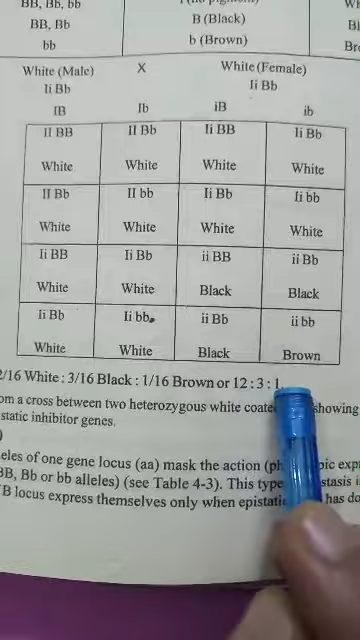 BB, Bb, bb
BB, Bb
B (Black)
bb
b (Brown)
White (Male) X White (Female)
Ii Bb Ii Bb
IB Ib iB ib
II BB II Bb Ii BB Ii Bb
White White White White
II Bb II bb Ii Bb Ii bb
White White White White
Ii BB Ii Bb ii BB ii Bb
White White Black Black
Ii Bb Ii bb ii Bb ii bb
White White Black Brown
2/16 White : 3/16 Black : 1/16 Brown or 12 : 3 : 1.
om a cross between two heterozygous white showing
static inhibitor genes.
)
eles of one gene locus (aa) mask the action
BB, Bb or bb alleles) (see Table 4-3). This type
B locus express themselves only when has